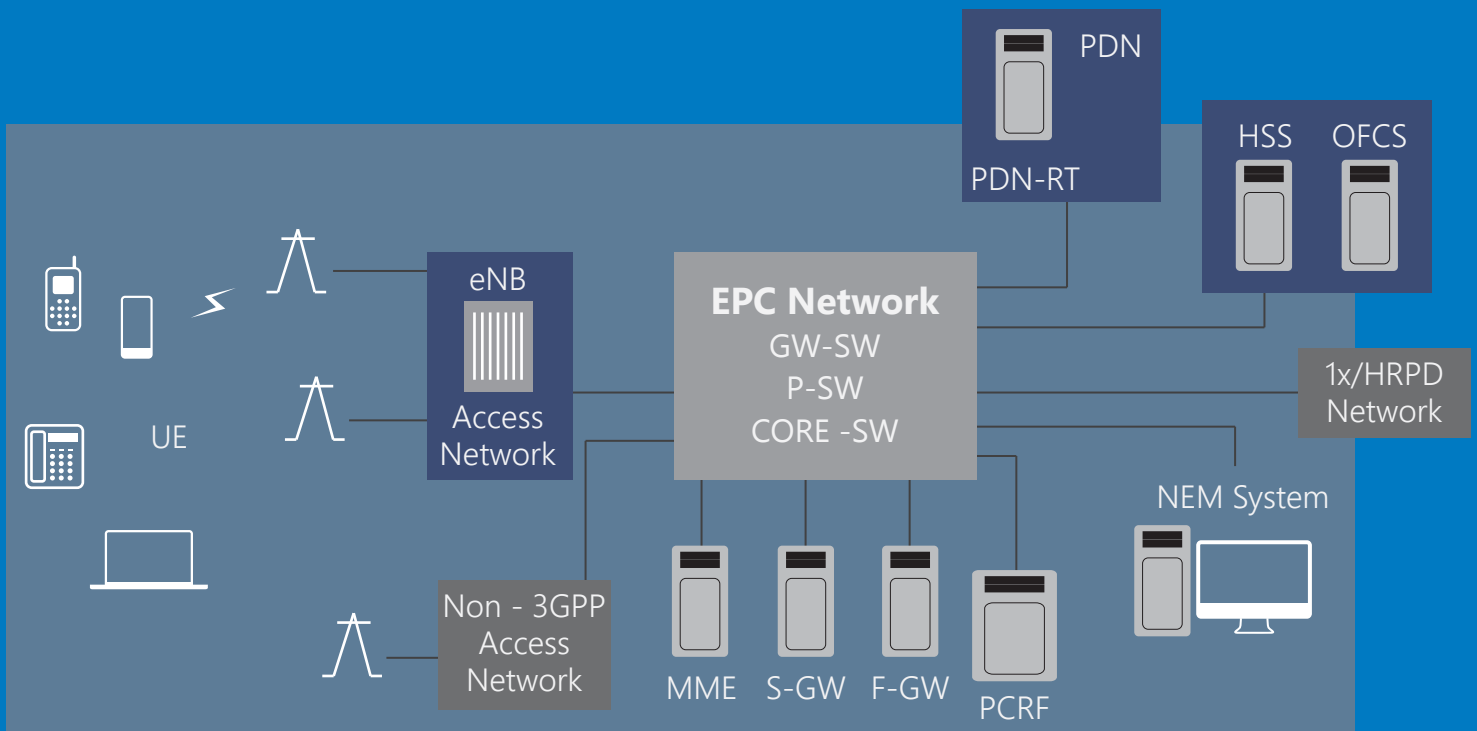 PDN
PDN-RT
HSS
OFCS
eNB
Access
Network
EPC Network
GW-SW
P-SW
CORE -SW
1x/HRPD
Network
UE
NEM System
Non - 3GPP
Access
Network
MME
S-GW
F-GW
PCRF